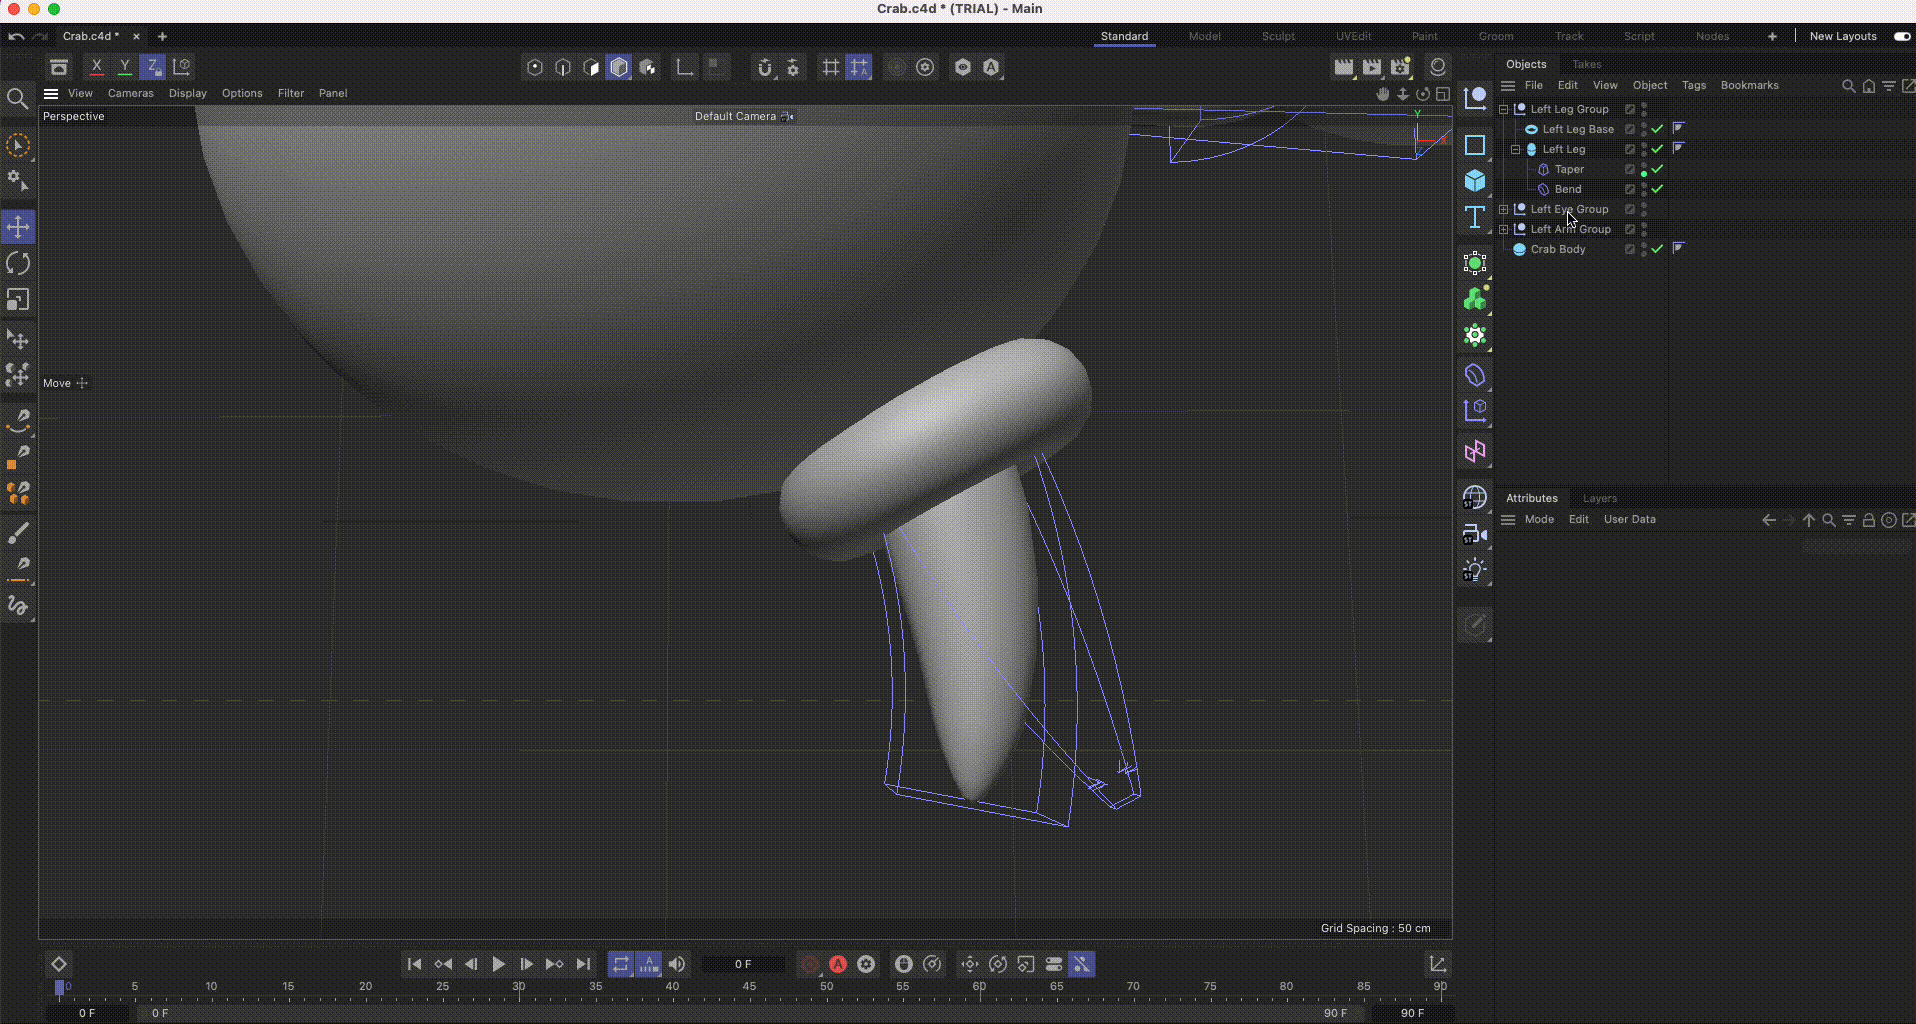 Crab.c4d * (TRIAL) - Main
Crab.c4d *
Standard
Model
Sculpt
UVEdit
Paint
Groom
Track
Script
Nodes
New Layouts
X
Y
Z
View
Cameras
Display
Options
Filter
Panel
Perspective
Default Camera
Y
Move
Grid Spacing : 50 cm
Objects
Takes
File
Edit
View
Object
Tags
Bookmarks
Left Leg Group
Left Leg Base
Left Leg
Taper
Bend
Left Eye Group
Left Arm Group
Crab Body
Attributes
Layers
Mode
Edit
User Data
ST
ST
ST
A
0 F
A
0
5
10
15
20
25
30
35
40
45
50
55
60
65
70
75
80
85
90
0 F
0 F
90 F
90 F